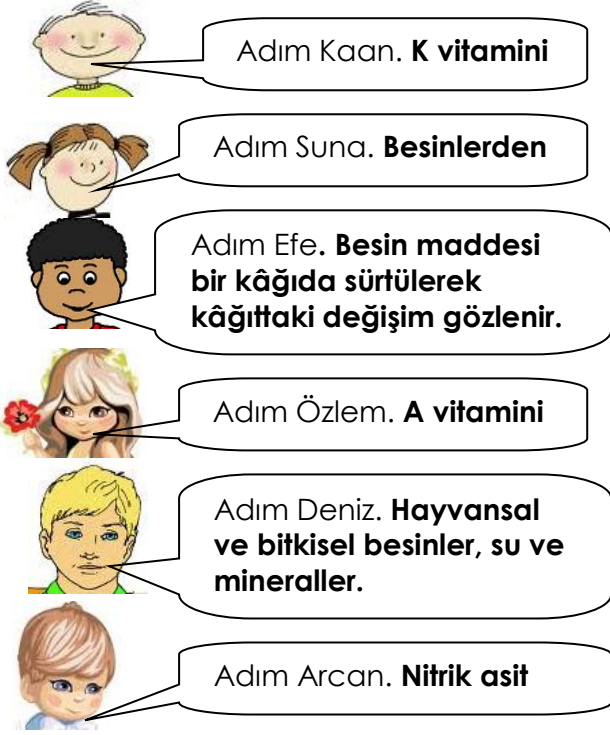 Adım Kaan. K vitamini
Adım Suna. Besinlerden
Adım Efe. Besin maddesi
bir kâğıda sürtülerek
kâğıttaki değişim gözlenir.
Adım Özlem. A vitamini
Adım Deniz. Hayvansal
ve bitkisel besinler, su ve
mineraller.
Adım Arcan. Nitrik asit